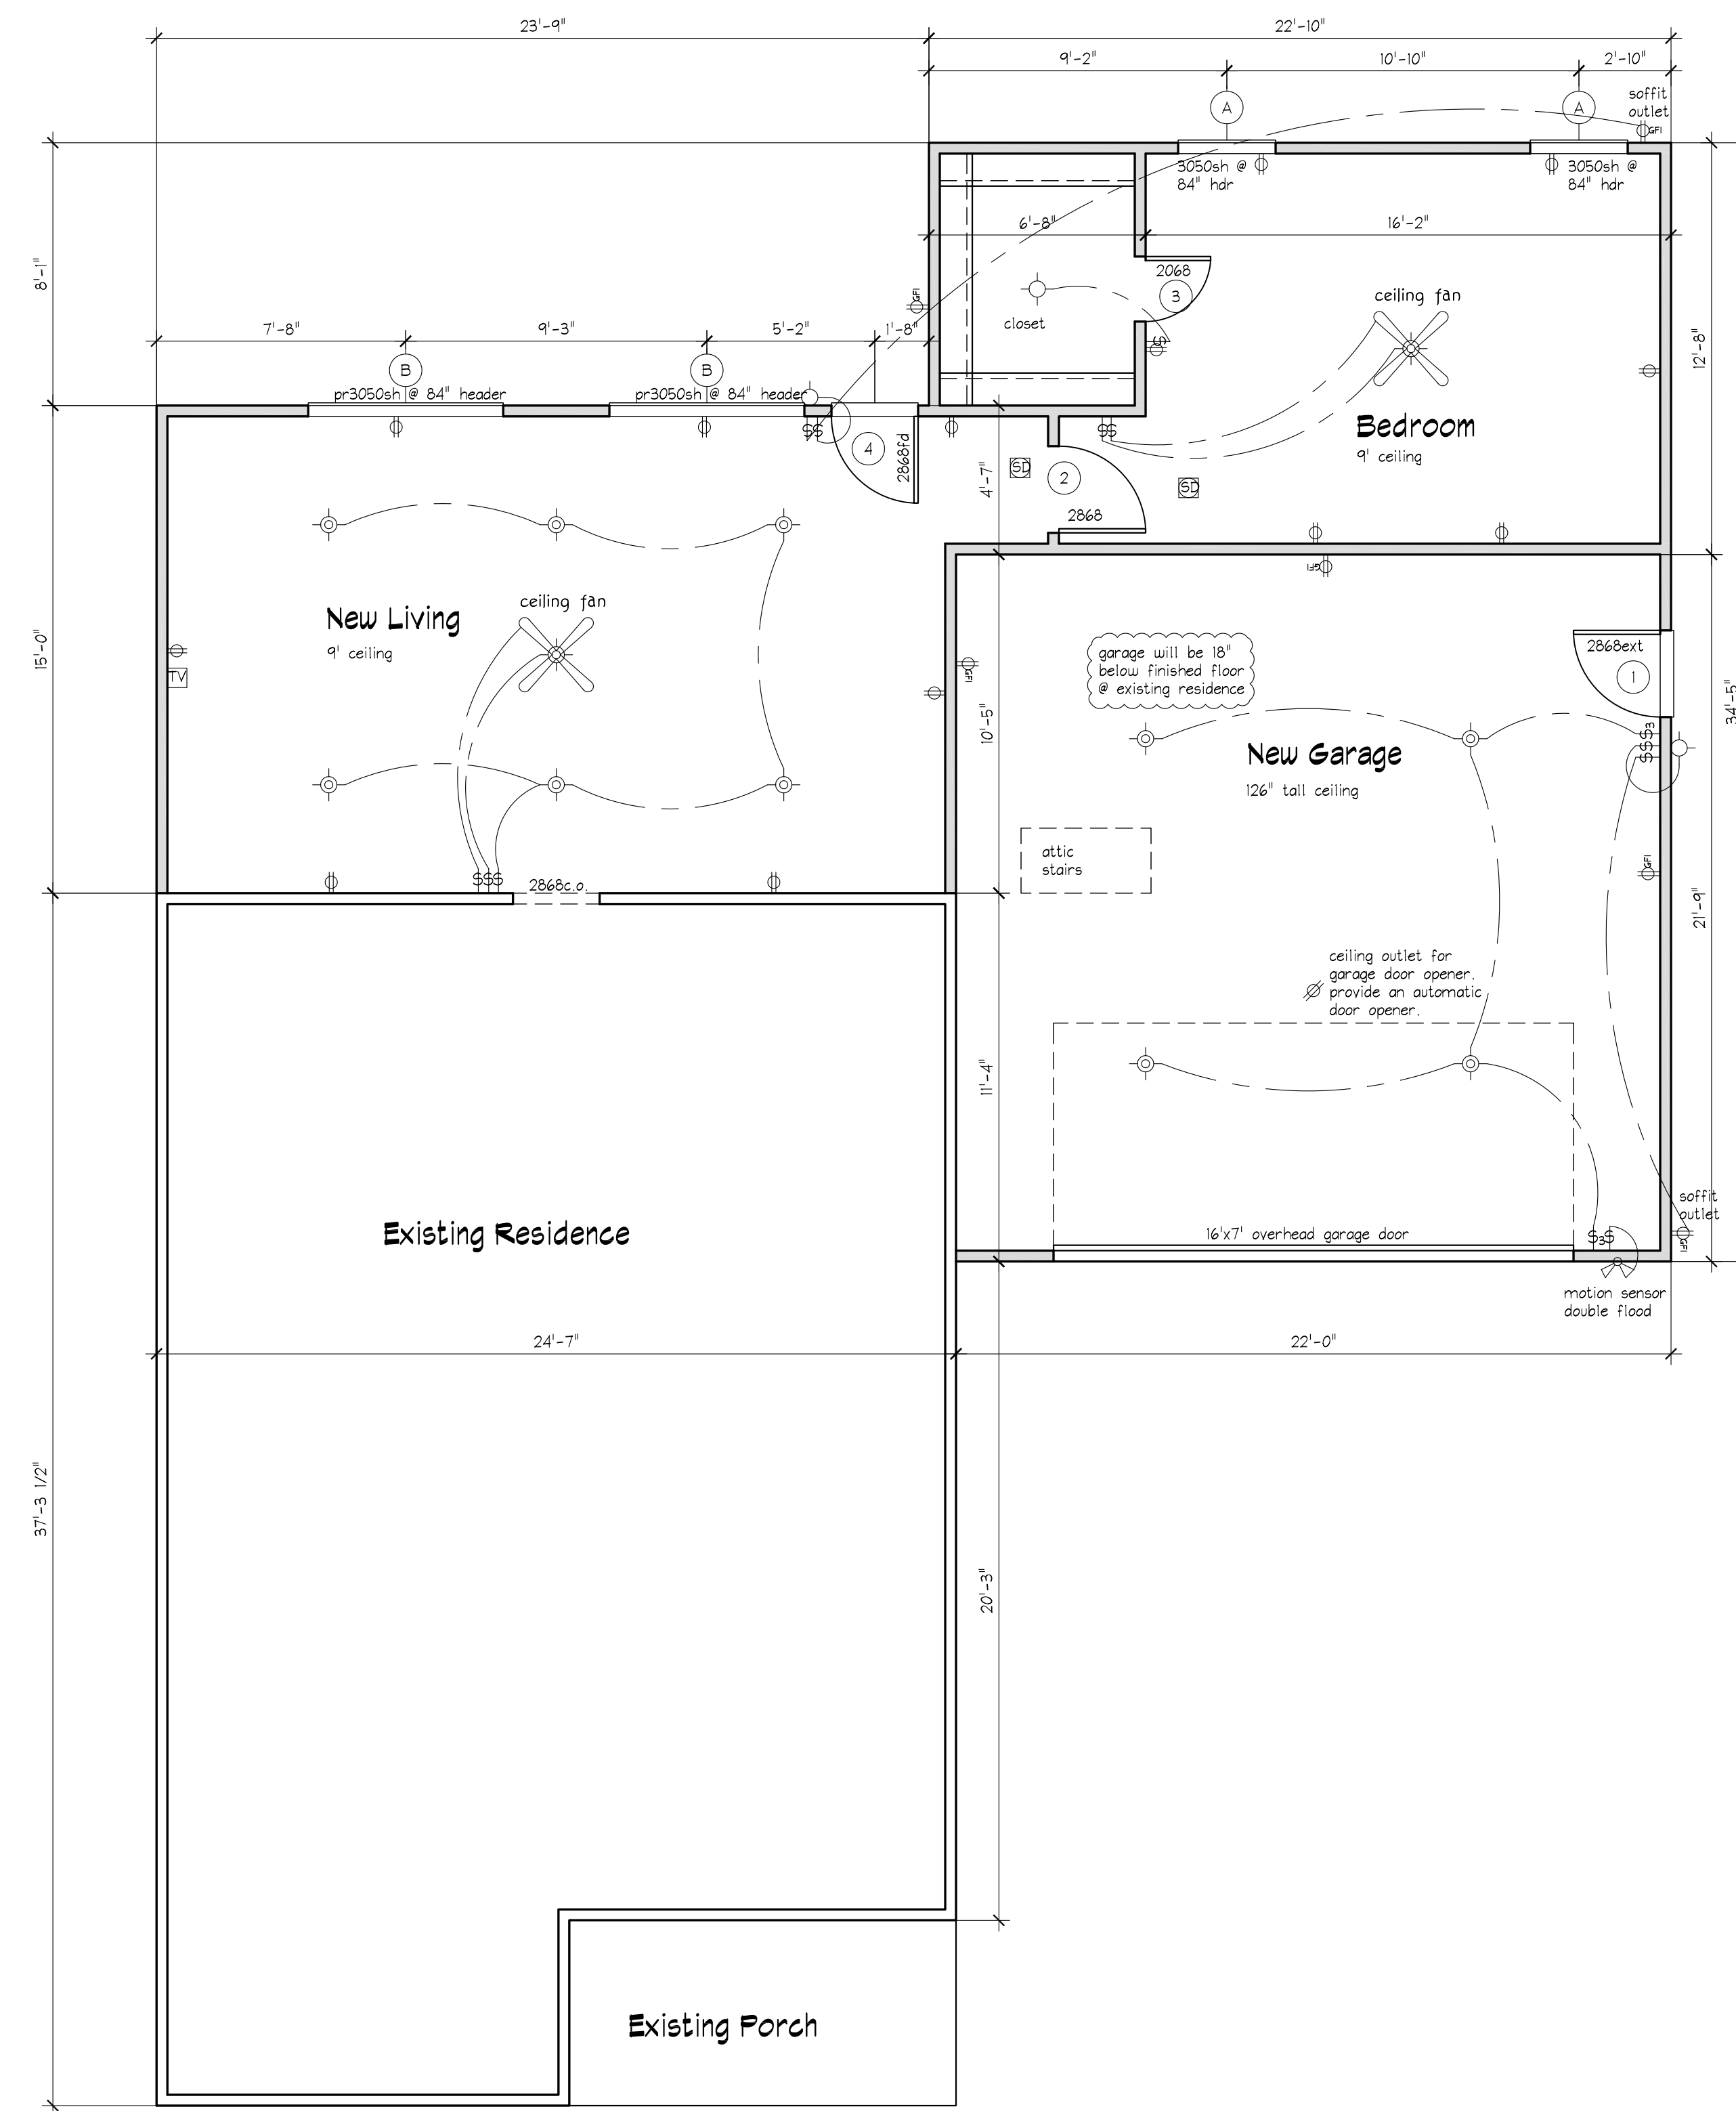 23'-9"
22'-10"
9'-2"
10'-10"
2'-10"
soffit
outlet
A
A
GFI
3050sh @
84" hdr
3050sh @
84" hdr
6'-8"
16'-2"
8'-1"
2068
3
GFI
ceiling fan
closet
7'-8"
9'-3"
5'-2"
1'-8"
$
12'-8"
B
B
pr3050sh @ 84" header
pr3050sh @ 84" header
$$
$$
Bedroom
9' ceiling
4
2868fd
SD
2
4'-7"
SD
2868
GFI
New Living
9' ceiling
ceiling fan
15'-0"
TV
GFI
garage will be 18"
below finished floor
@ existing residence
2868ext
1
34'-5"
10'-5"
New Garage
126" tall ceiling
$$$3
attic
stairs
GFI
$$$
2868c.o.
21'-9"
ceiling outlet for
garage door opener.
provide an automatic
door opener.
11'-4"
soffit
outlet
Existing Residence
16'x7' overhead garage door
$3$
GFI
motion sensor
double flood
24'-7"
22'-0"
37'-3 1/2"
20'-3"
Existing Porch